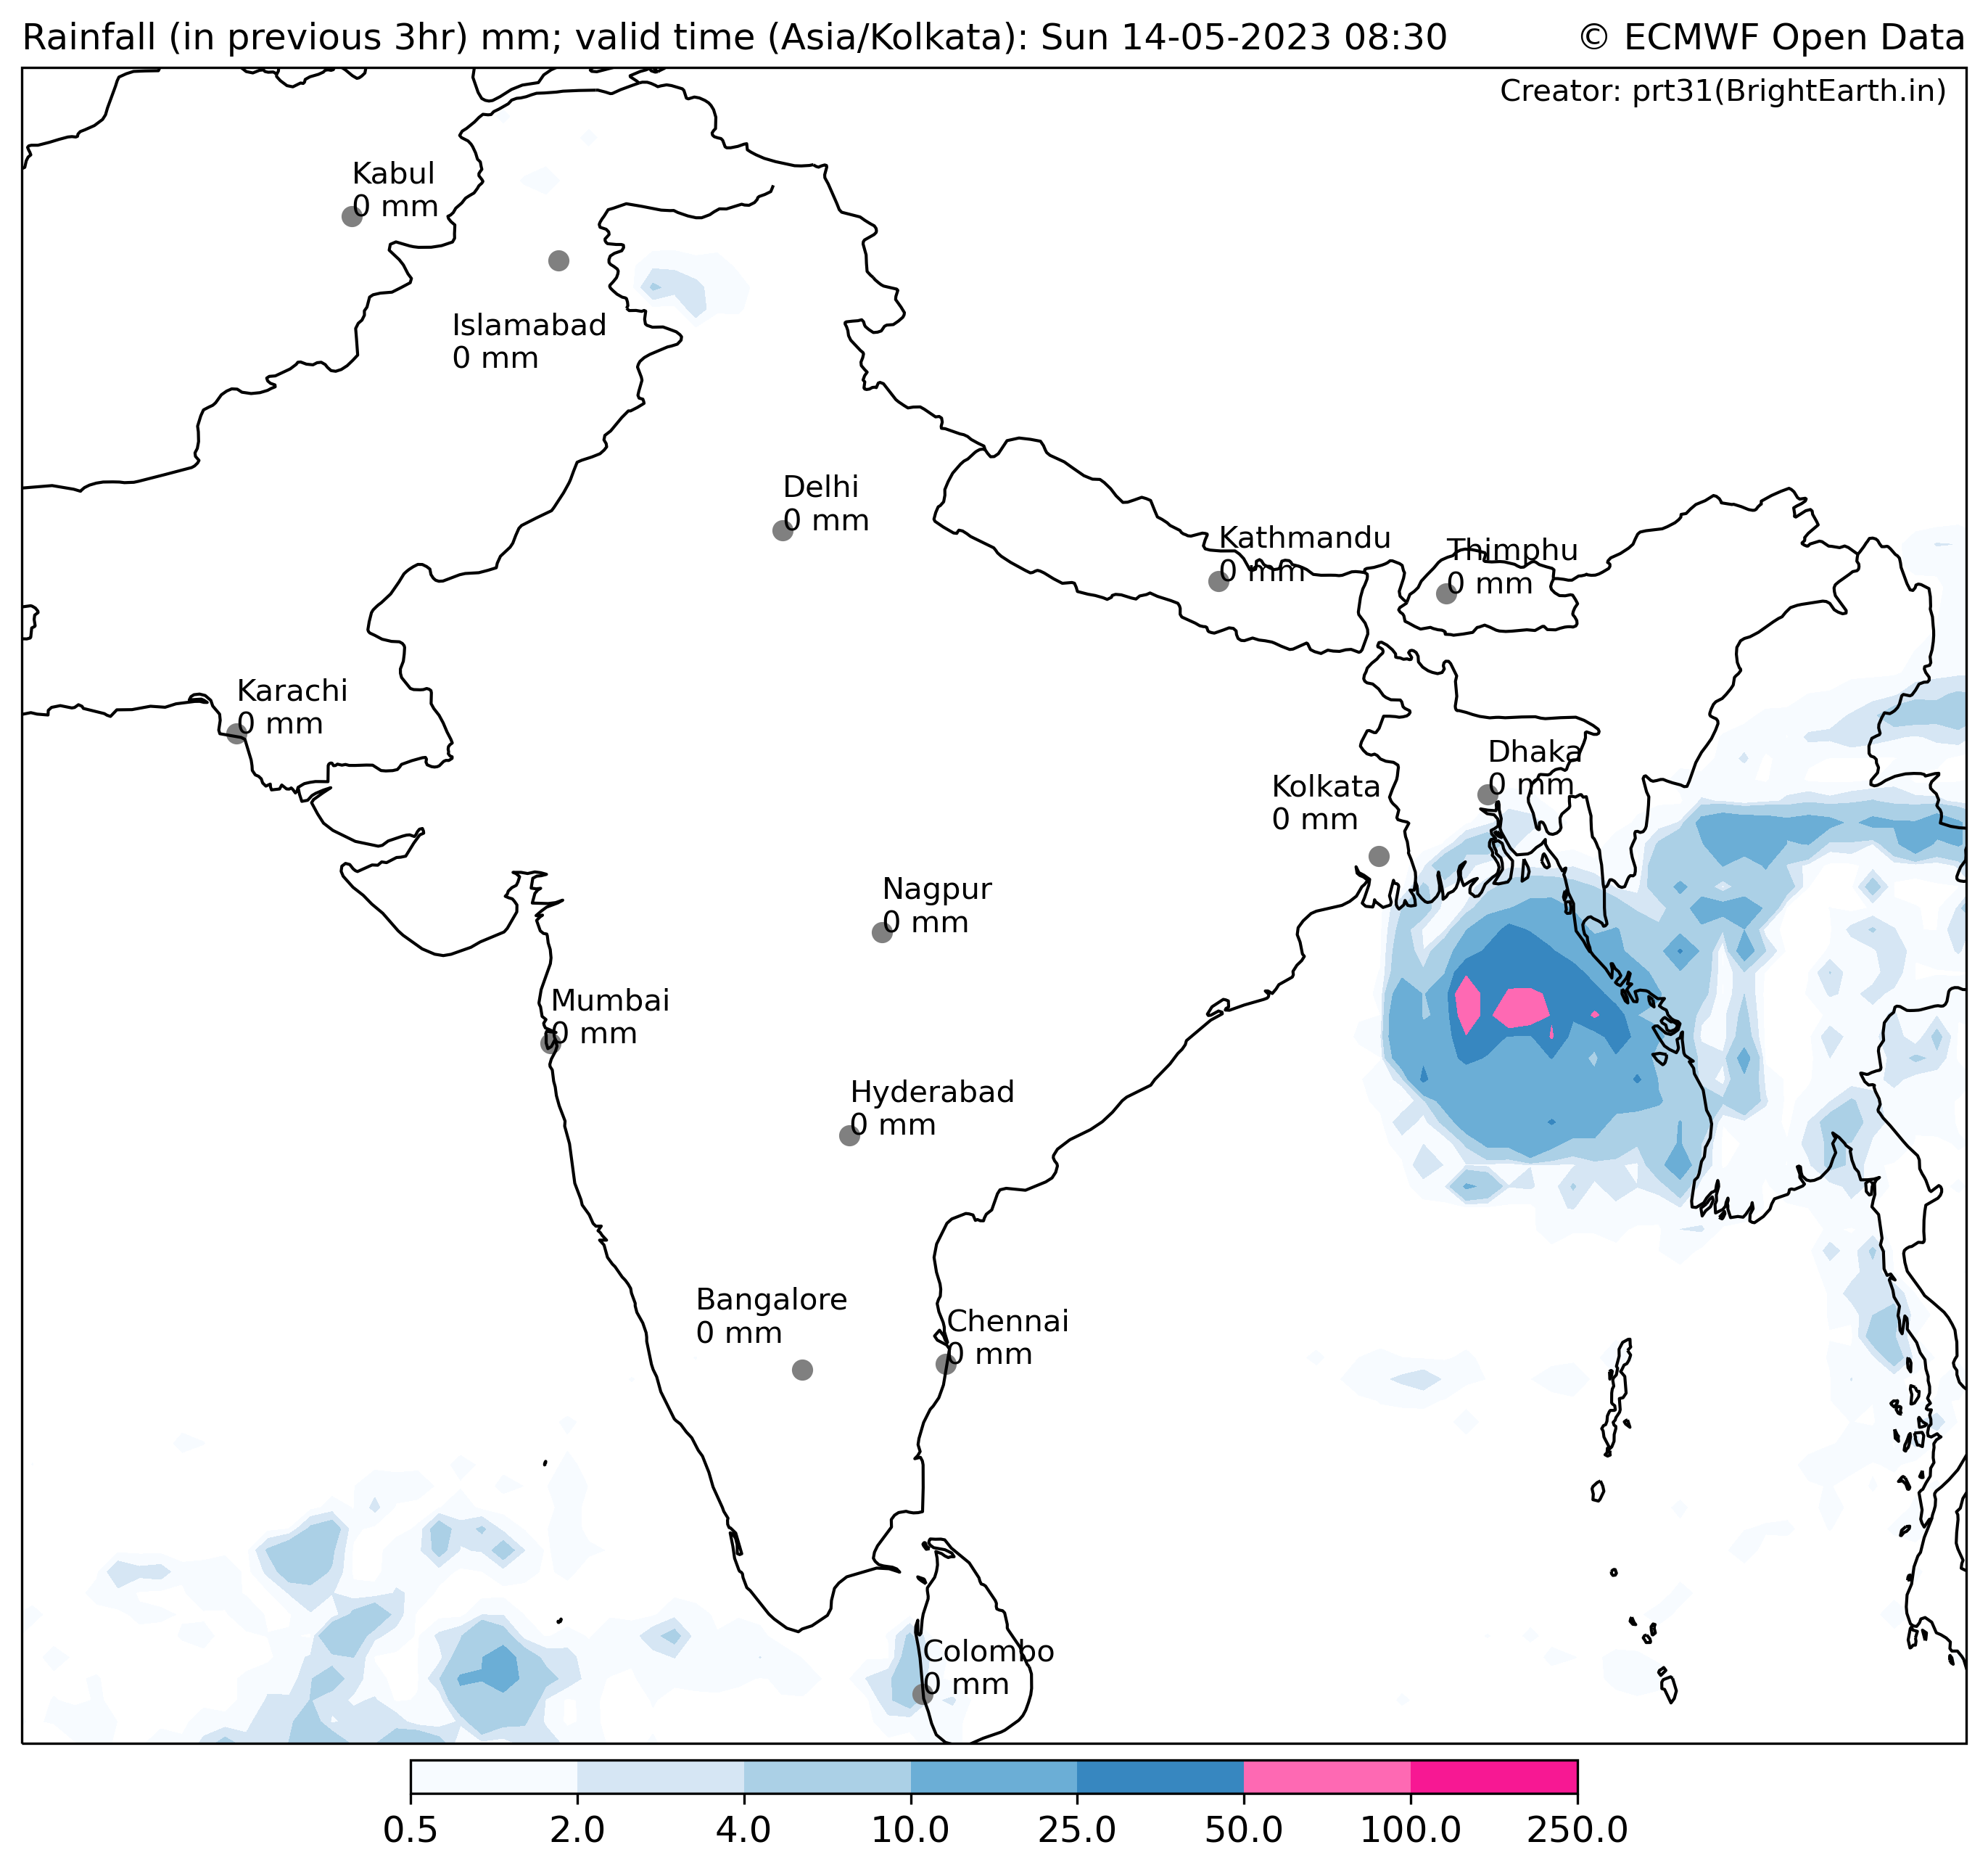 Rainfall (in previous 3hr) mm; valid time (Asia/Kolkata): Sun 14-05-2023 08:30
© ECMWF Open Data
Creator: prt31(BrightEarth.in)
Kabul
0 mm
Islamabad
0 mm
Delhi
0 mm
Kathmandu
0 mm
Thimphu
0 mm
Karachi
0 mm
Dhaka
0 mm
Kolkata
0 mm
Nagpur
0 mm
Mumbai
0 mm
Hyderabad
0 mm
Bangalore
0 mm
Chennai
0 mm
Colombo
0 mm
0.5 2.0 4.0 10.0 25.0 50.0 100.0 250.0